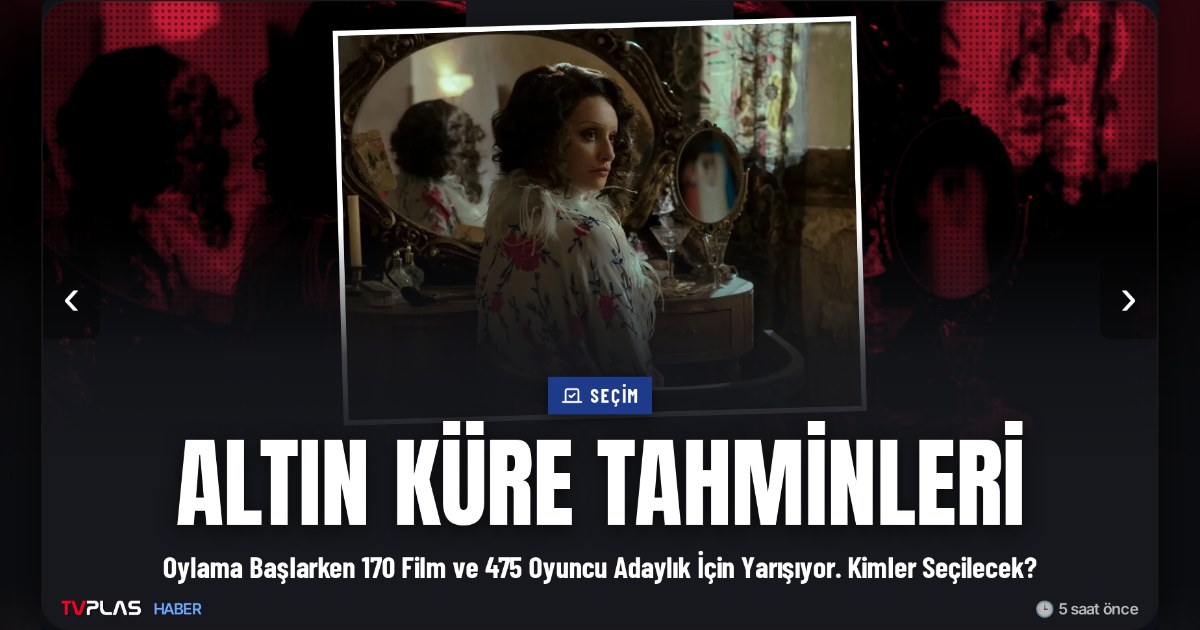 SEÇİM
ALTIN KÜRE TAHMİNLERİ
Oylama Başlarken 170 Film ve 475 Oyuncu Adaylık İçin Yarışıyor. Kimler Seçilecek?
TVPLAS HABER
5 saat önce